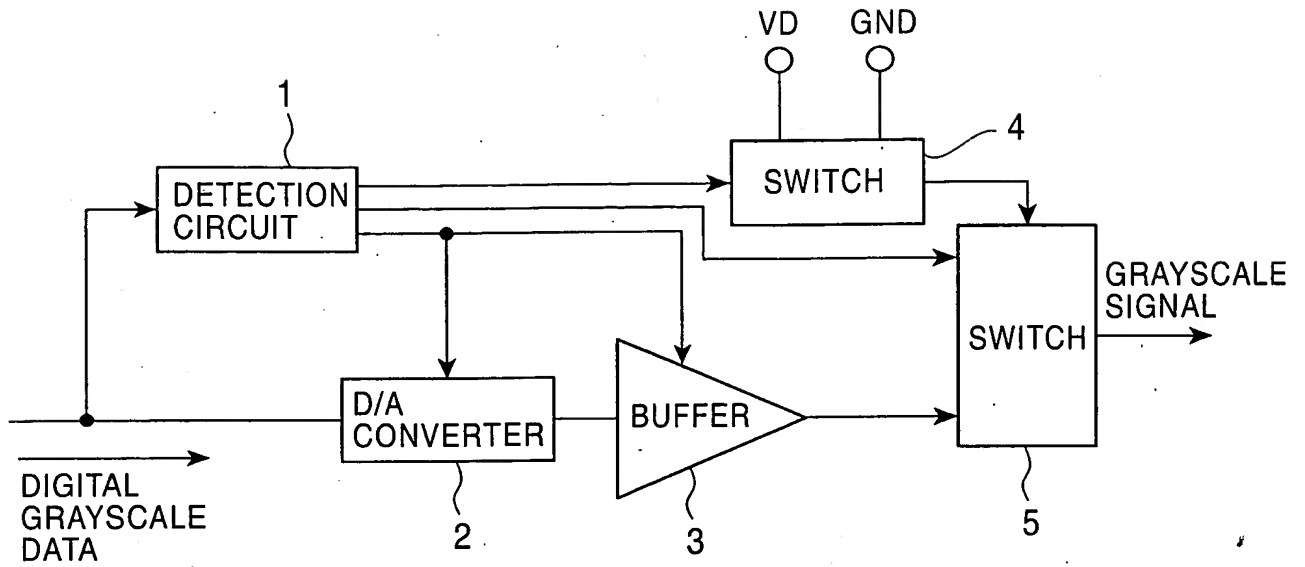 VD
GND
1
4
DETECTION
CIRCUIT
SWITCH
GRAYSCALE
SIGNAL
SWITCH
D/A
CONVERTER
BUFFER
DIGITAL
GRAYSCALE
DATA
2
3
5